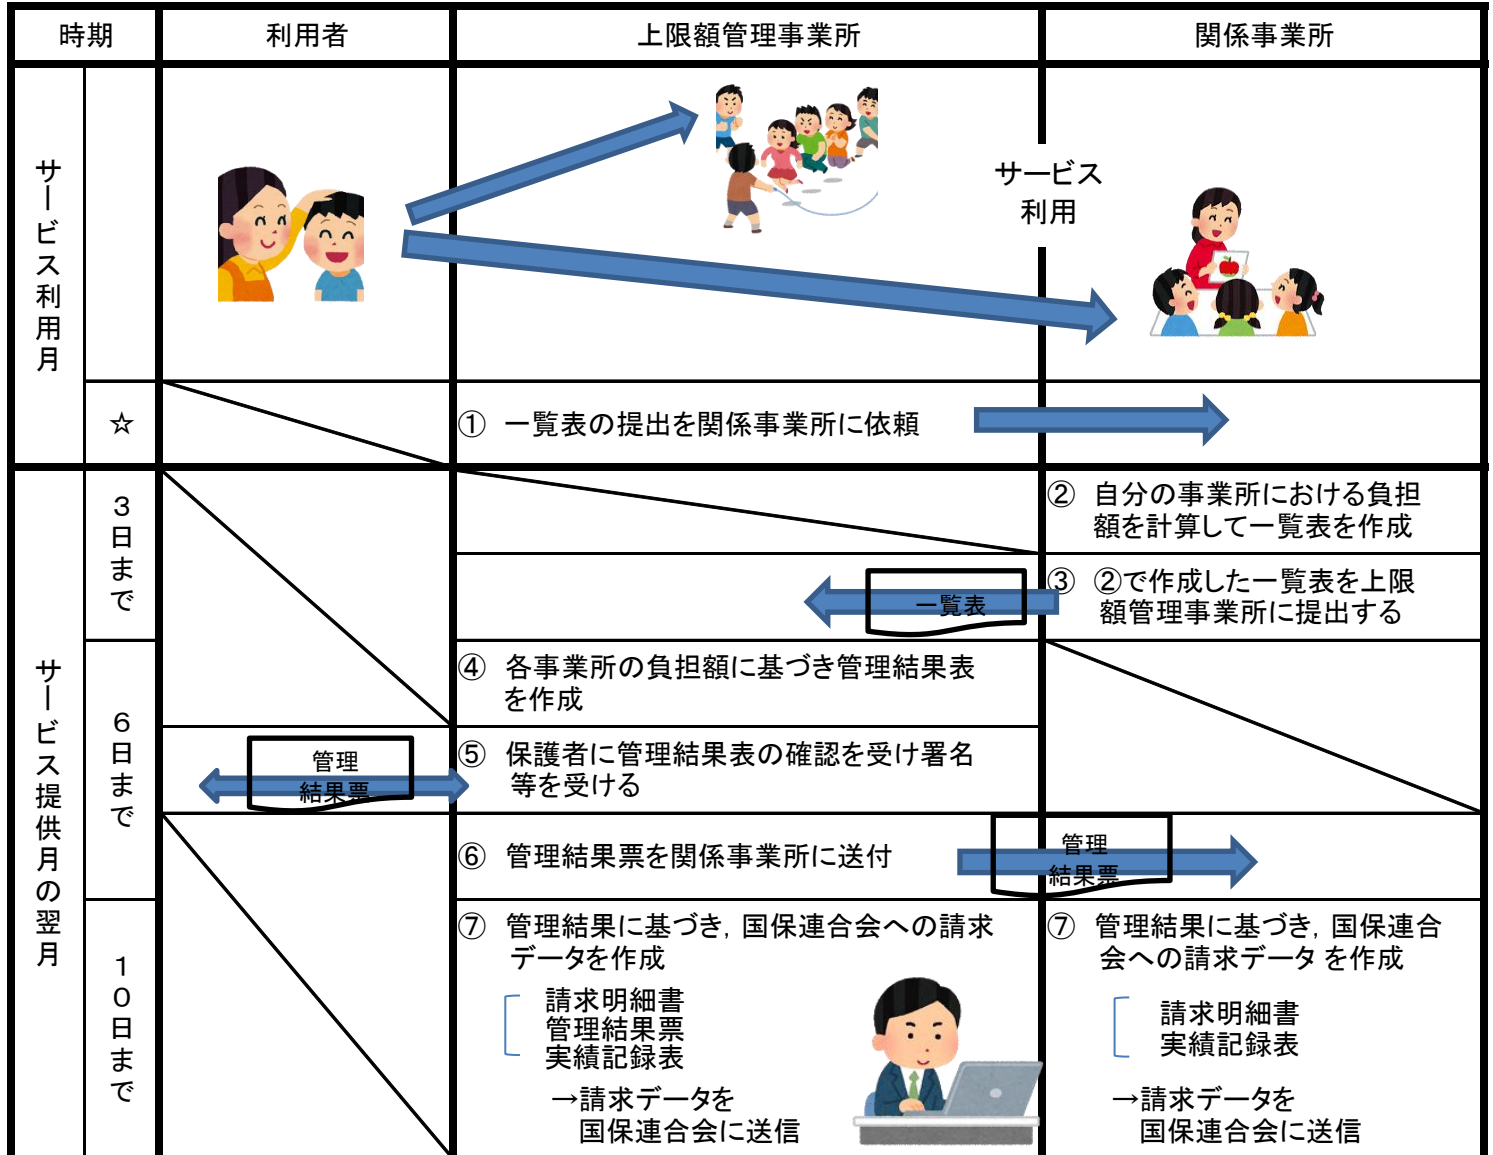 時期
利用者
上限額管理事業所
関係事業所
サービス利用月
サービス
利用
☆
① 一覧表の提出を関係事業所に依頼
サービス提供月の翌月
3日まで
② 自分の事業所における負担
額を計算して一覧表を作成
一覧表
③ ②で作成した一覧表を上限
額管理事業所に提出する
6日まで
④ 各事業所の負担額に基づき管理結果表
を作成
管理
結果票
⑤ 保護者に管理結果表の確認を受け署名
等を受ける
⑥ 管理結果票を関係事業所に送付
管理
結果票
10日まで
⑦ 管理結果に基づき，国保連合会への請求
データを作成
請求明細書
管理結果票
実績記録表
→請求データを
国保連合会に送信
⑦ 管理結果に基づき，国保連合
会への請求データ を作成
請求明細書
実績記録表
→請求データを
国保連合会に送信